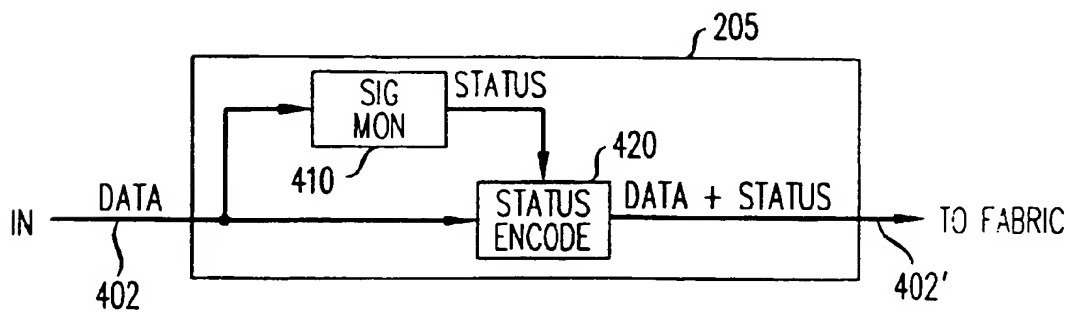 205
SIG
MON
STATUS
410
420
DATA
STATUS
ENCODE
DATA + STATUS
IN
TO FABRIC
402
402'